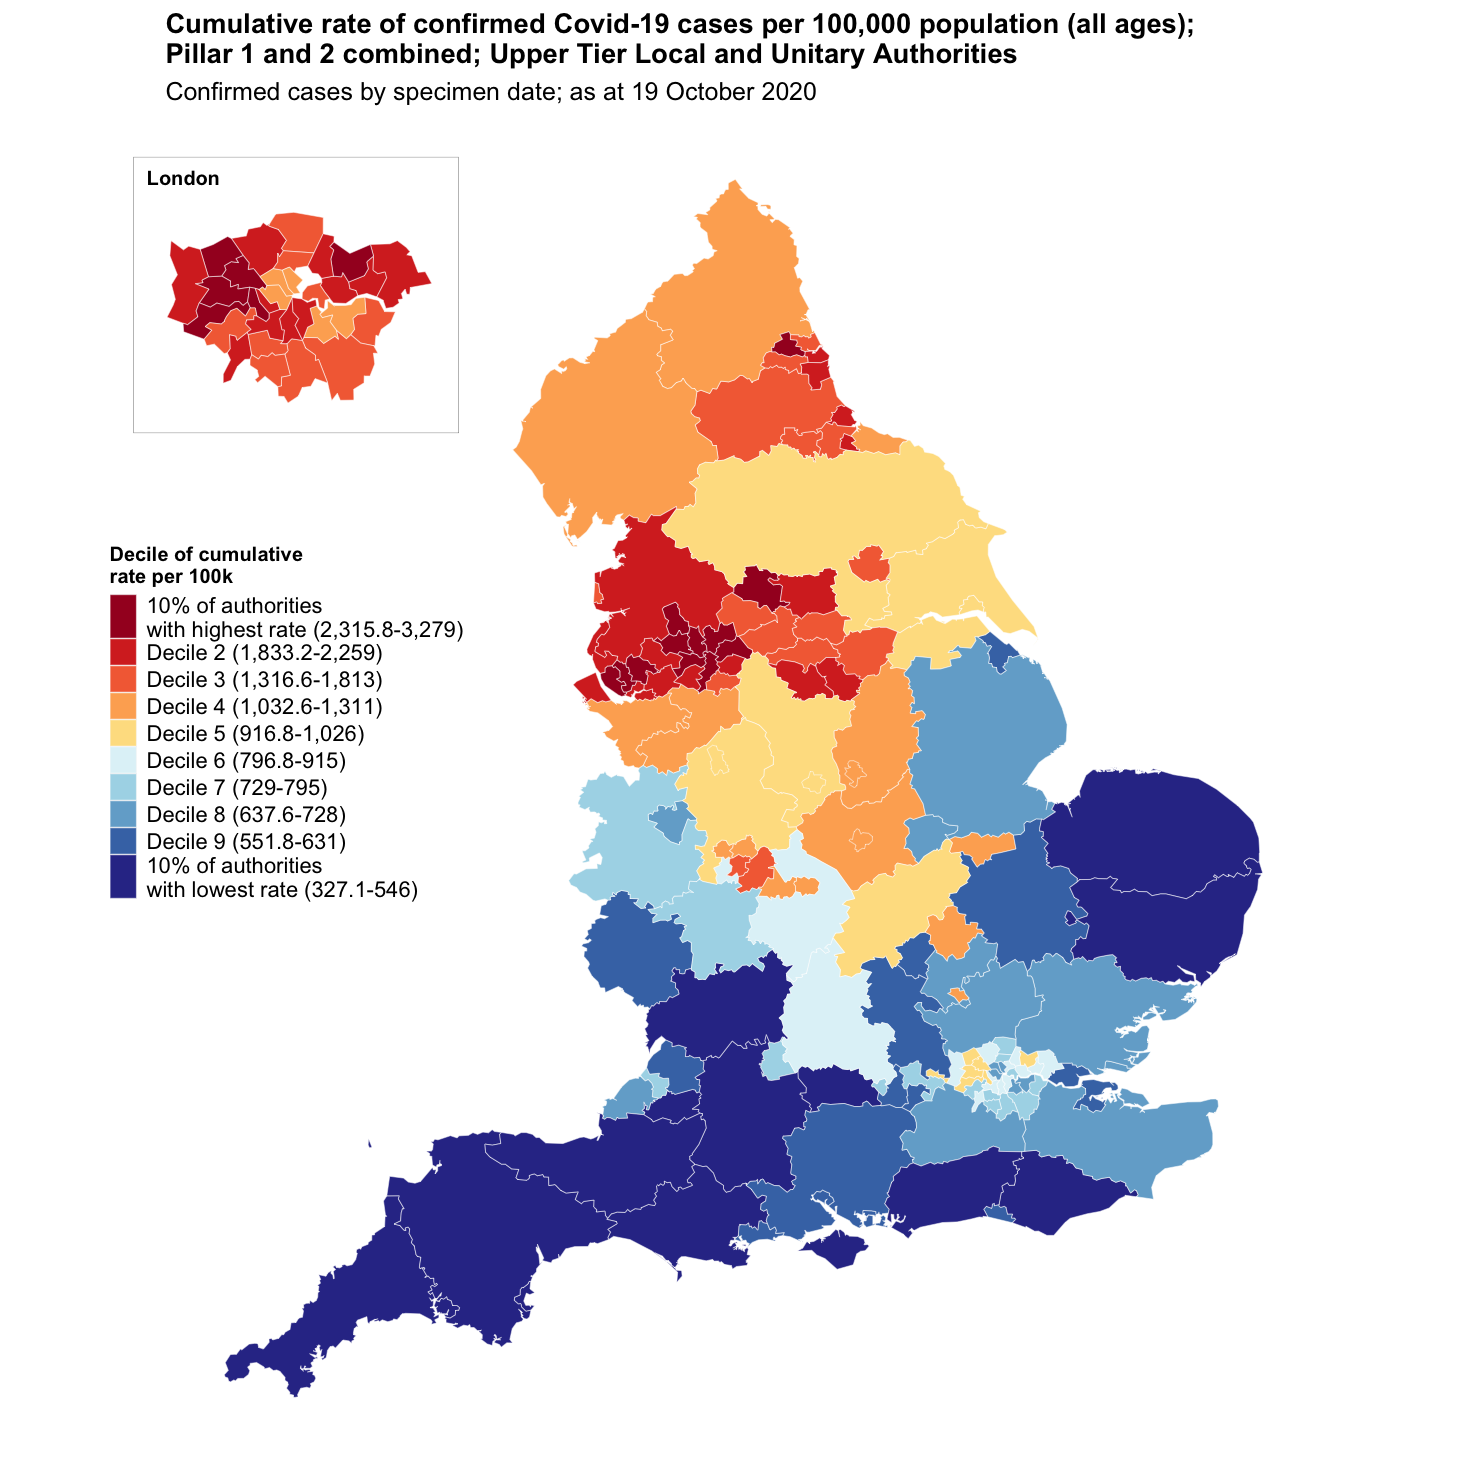 Cumulative rate of confirmed Covid-19 cases per 100,000 population (all ages);
Pillar 1 and 2 combined; Upper Tier Local and Unitary Authorities
Confirmed cases by specimen date; as at 19 October 2020
London
Decile of cumulative
rate per 100k
10% of authorities
with highest rate (2,315.8-3,279)
Decile 2 (1,833.2-2,259)
Decile 3 (1,316.6-1,813)
Decile 4 (1,032.6-1,311)
Decile 5 (916.8-1,026)
Decile 6 (796.8-915)
Decile 7 (729-795)
Decile 8 (637.6-728)
Decile 9 (551.8-631)
10% of authorities
with lowest rate (327.1-546)